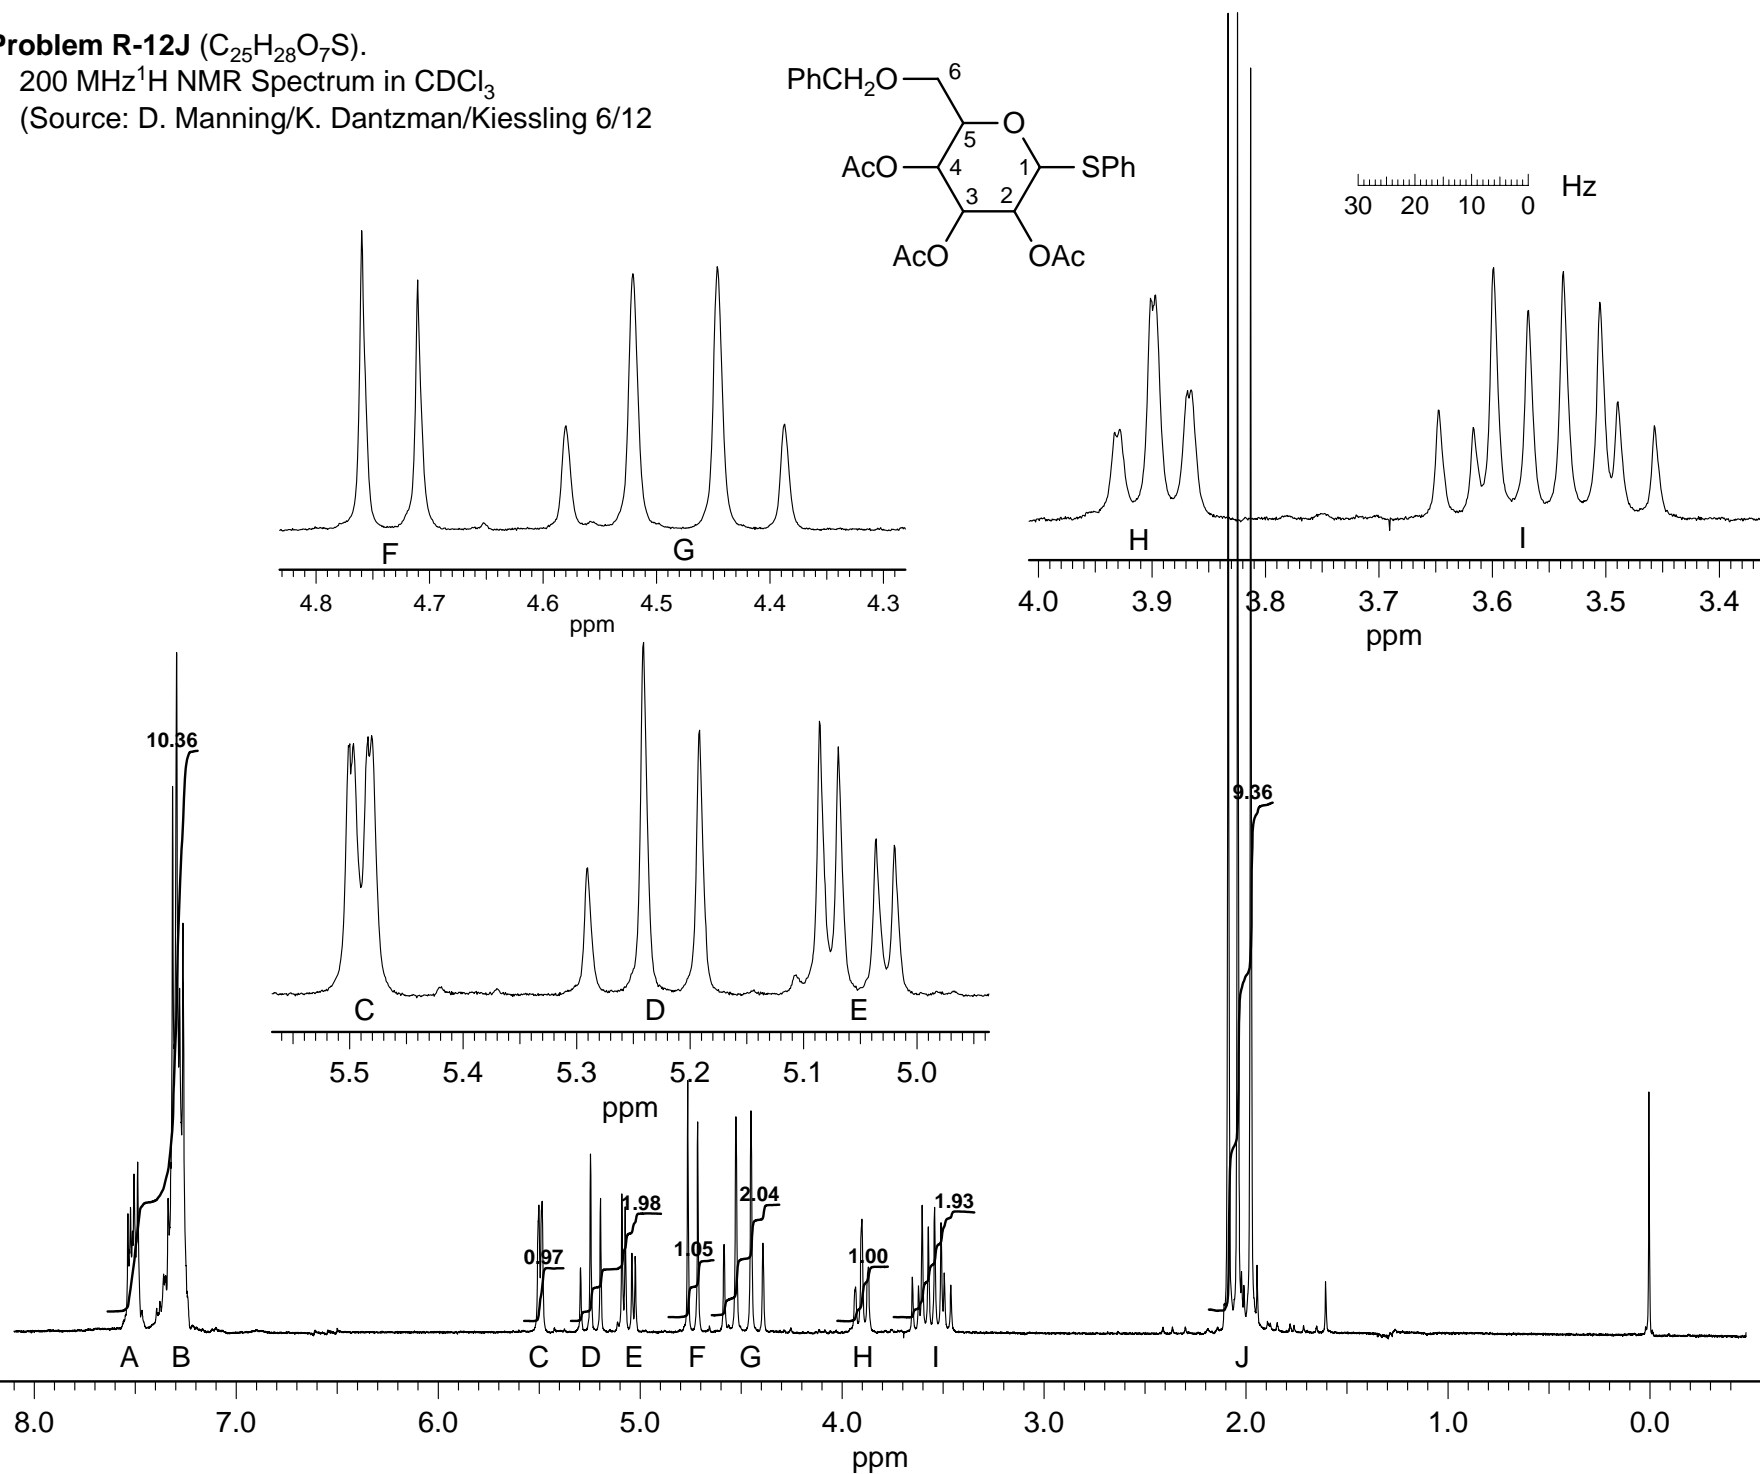 Problem R-12J (C25H28O7S).
200 MHz 1H NMR Spectrum in CDCl3
(Source: D. Manning/K. Dantzman/Kiessling 6/12
PhCH2O 6
5 O
AcO 4 1 SPh
3 2
AcO OAc
30 20 10 0 Hz
F G
4.8 4.7 4.6 4.5 4.4 4.3
ppm
H I
4.0 3.9 3.8 3.7 3.6 3.5 3.4
ppm
C D E
5.5 5.4 5.3 5.2 5.1 5.0
ppm
10.36 0.97 1.98 1.05 2.04 1.00 1.93 9.36
A B C D E F G H I J
8.0 7.0 6.0 5.0 4.0 3.0 2.0 1.0 0.0
ppm